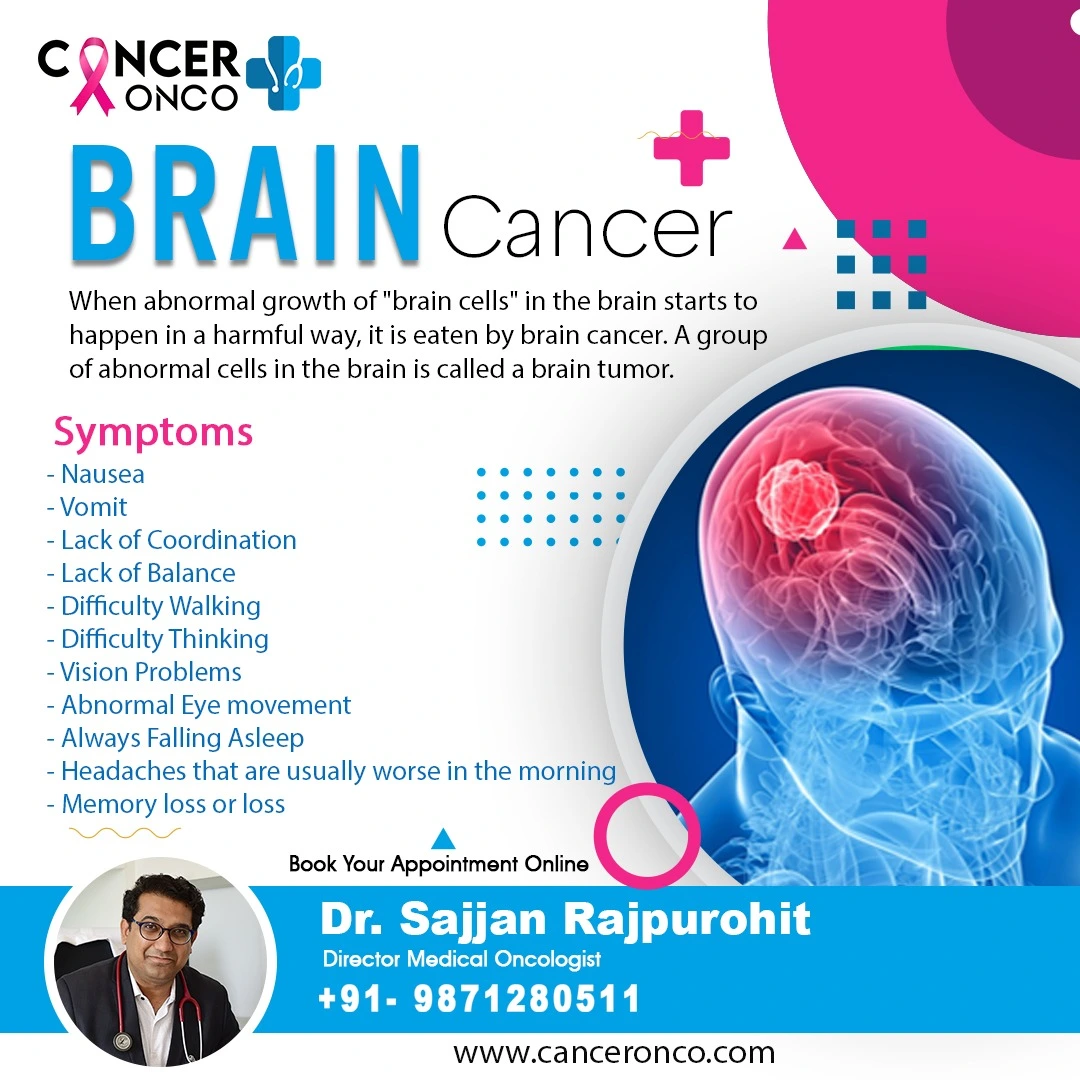 CANCER
ONCO
BRAIN Cancer
When abnormal growth of "brain cells" in the brain starts to
happen in a harmful way, it is eaten by brain cancer. A group
of abnormal cells in the brain is called a brain tumor.
Symptoms
- Nausea
- Vomit
- Lack of Coordination
- Lack of Balance
- Difficulty Walking
- Difficulty Thinking
- Vision Problems
- Abnormal Eye movement
- Always Falling Asleep
- Headaches that are usually worse in the morning
- Memory loss or loss
Book Your Appointment Online
Dr. Sajjan Rajpurohit
Director Medical Oncologist
+91- 9871280511
www.canceronco.com